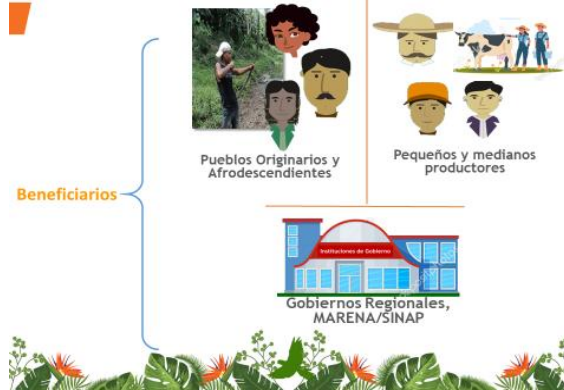 Pueblos Originarios y
Afrodescendientes
Pequeños y medianos
productores
Beneficiarios
Instituciones de Gobierno
Gobiernos Regionales,
MARENA/SINAP